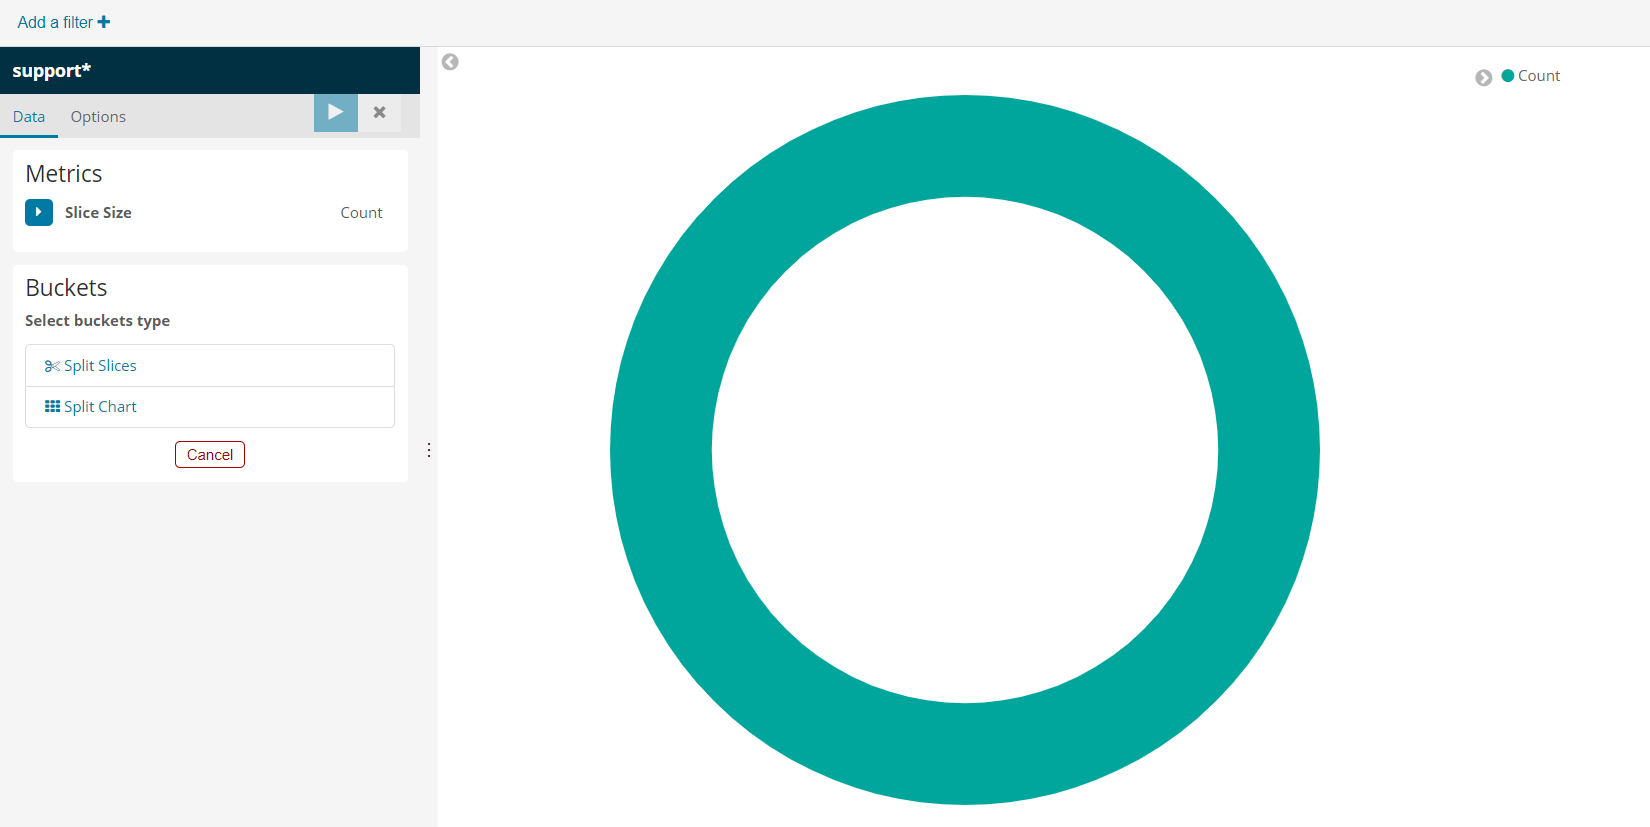 Add a filter
support*
Data Options
Count
Metrics
Slice Size Count
Buckets
Select buckets type
Split Slices
Split Chart
Cancel